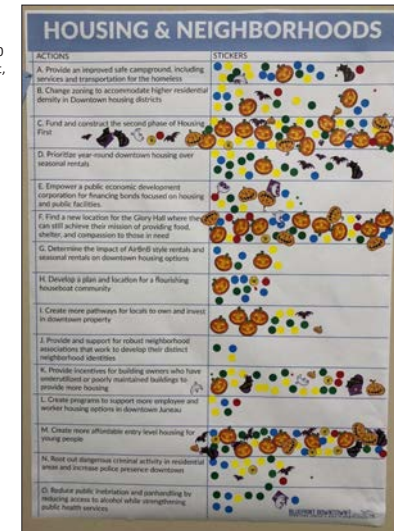 HOUSING & NEIGHBORHOODS
ACTIONS
STICKERS
A. Provide an improved safe campground, including
services and transportation for the homeless
B. Change zoning to accommodate higher residential
density in Downtown housing districts
C. Fund and construct the second phase of Housing
First
D. Prioritize year-round downtown housing over
seasonal rentals
E. Empower a public economic development
corporation for financing bonds focused on housing
and public facilities.
F. Find a new location for the Glory Hall where they
can still achieve their mission of providing food,
shelter, and compassion to those in need
G. Determine the impact of AirBnB style rentals and
seasonal rentals on downtown housing options
H. Develop a plan and location for a flourishing
houseboat community
I. Create more pathways for locals to own and invest
in downtown property
J. Provide and support for robust neighborhood
associations that work to develop their distinct
neighborhood identities
K. Provide incentives for building owners who have
underutilized or poorly maintained buildings to
provide more housing
L. Create programs to support more employee and
worker housing options in downtown Juneau
M. Create more affordable entry level housing for
young people
N. Root out dangerous criminal activity in residential
areas and increase police presence downtown
O. Reduce public inebriation and panhandling by
reducing access to alcohol while strengthening
public health services
BLUEPRINT DOWNTOWN